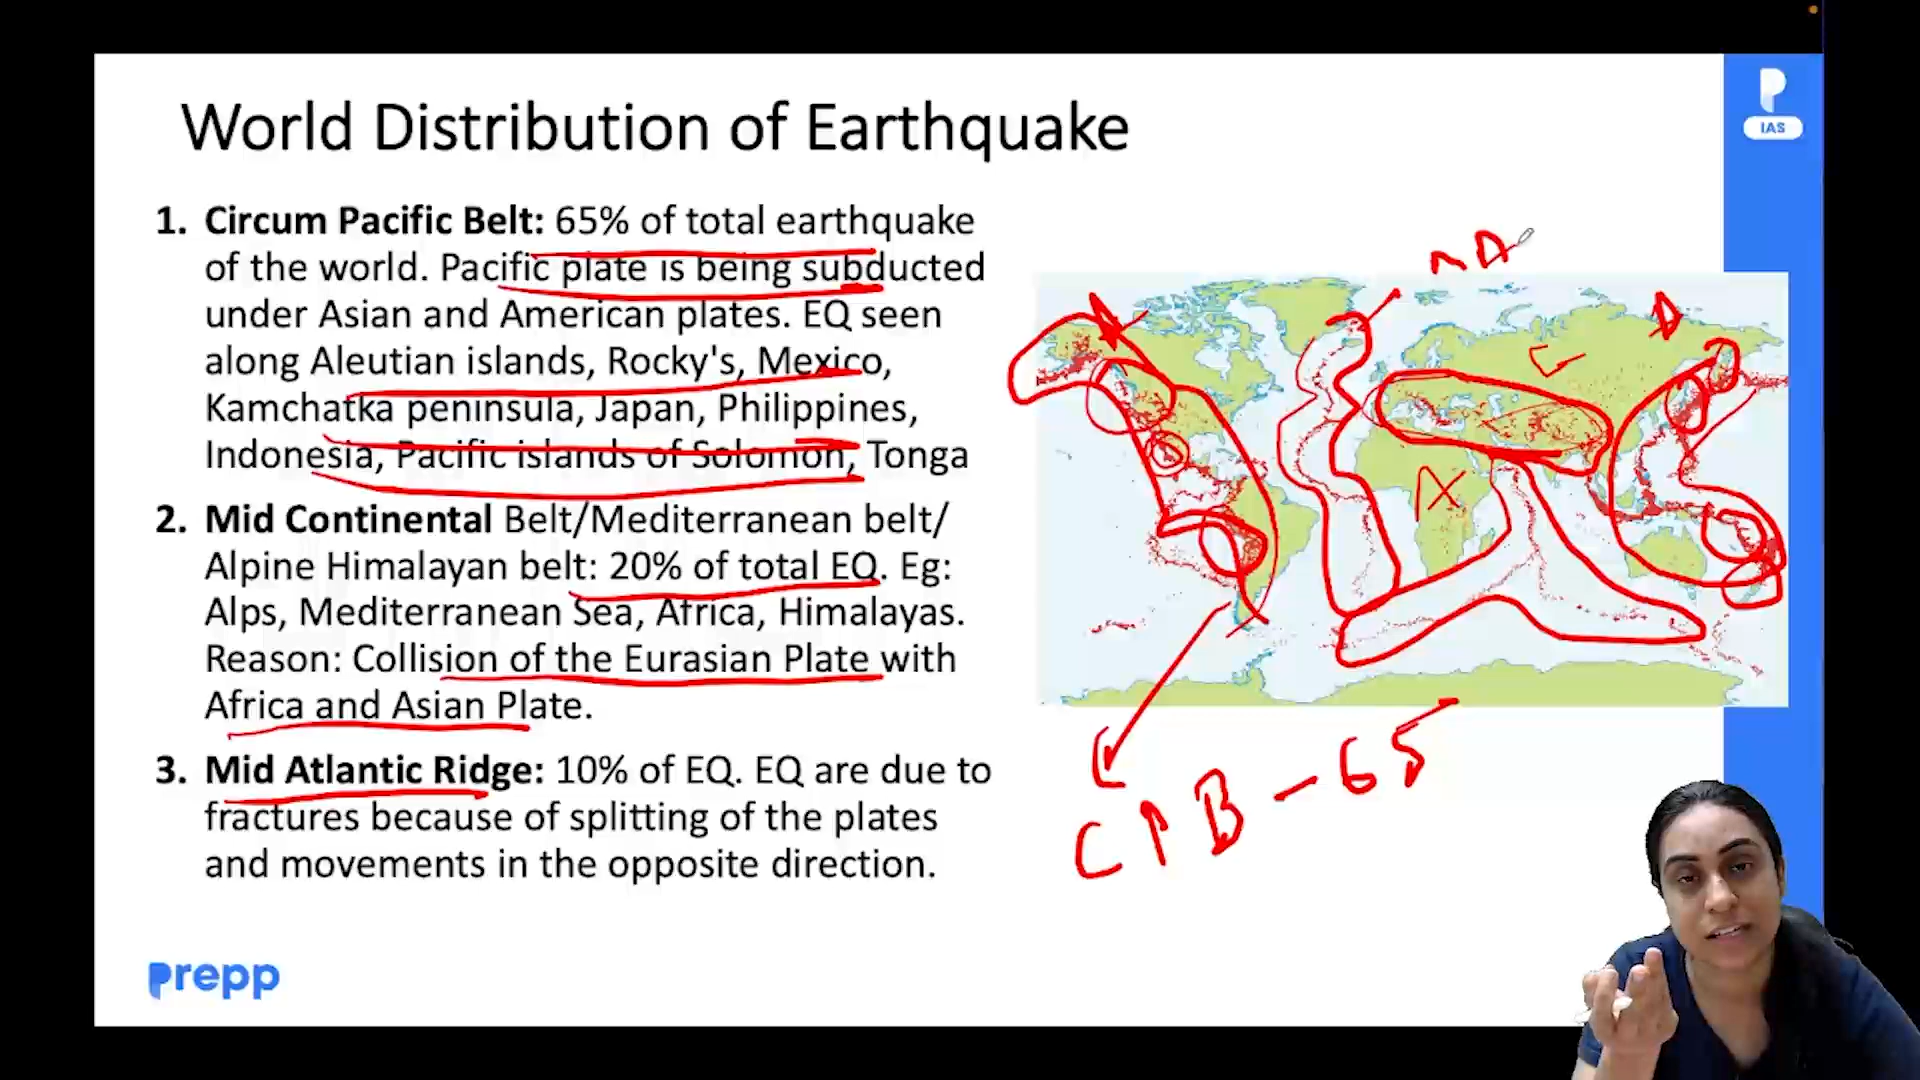 IAS
World Distribution of Earthquake
1. Circum Pacific Belt: 65% of total earthquake
of the world. Pacific plate is being subducted
under Asian and American plates. EQ seen
along Aleutian islands, Rocky's, Mexico,
Kamchatka peninsula, Japan, Philippines,
Indonesia, Pacific islands of Solomon, Tonga
2. Mid Continental Belt/Mediterranean belt/
Alpine Himalayan belt: 20% of total EQ. Eg:
Alps, Mediterranean Sea, Africa, Himalayas.
Reason: Collision of the Eurasian Plate with
Africa and Asian Plate.
3. Mid Atlantic Ridge: 10% of EQ. EQ are due to
fractures because of splitting of the plates
and movements in the opposite direction.
CPB - 65
prepp